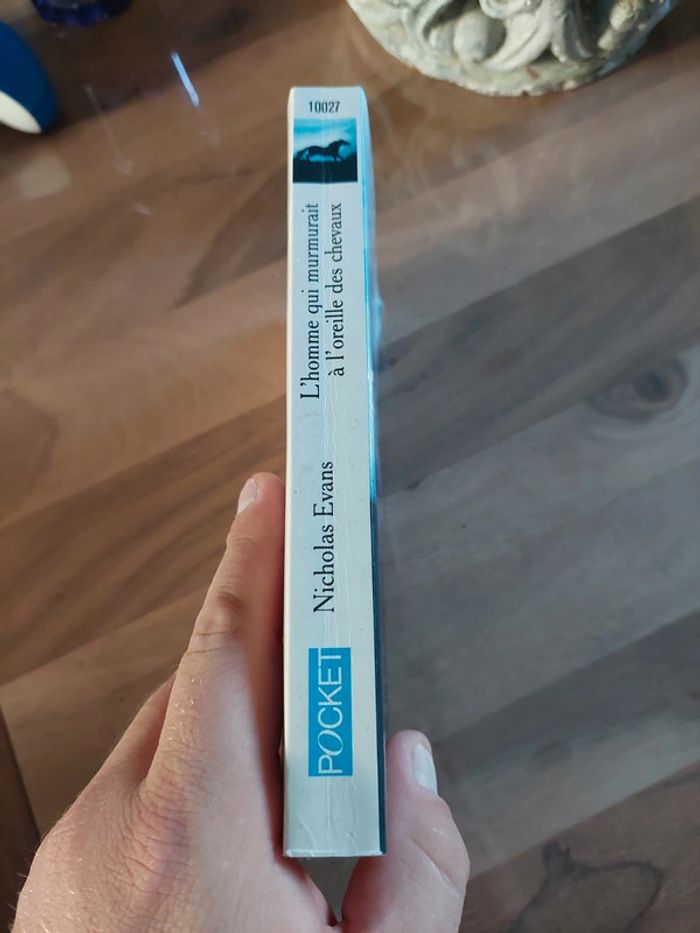 10027
L'homme qui murmurait
à l'oreille des chevaux
Nicholas Evans
POCKET